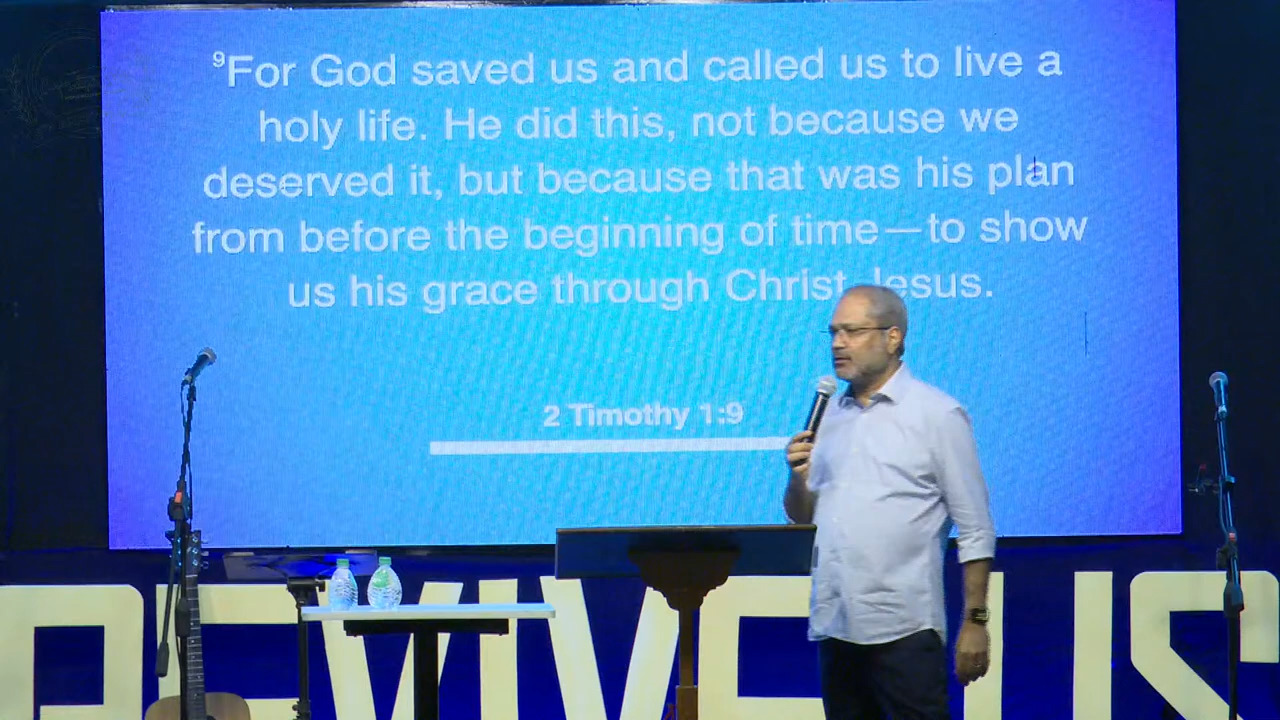 ⁹For God saved us and called us to live a
holy life. He did this, not because we
deserved it, but because that was his plan
from before the beginning of time—to show
us his grace through Christ Jesus.
2 Timothy 1:9
REVIVE US